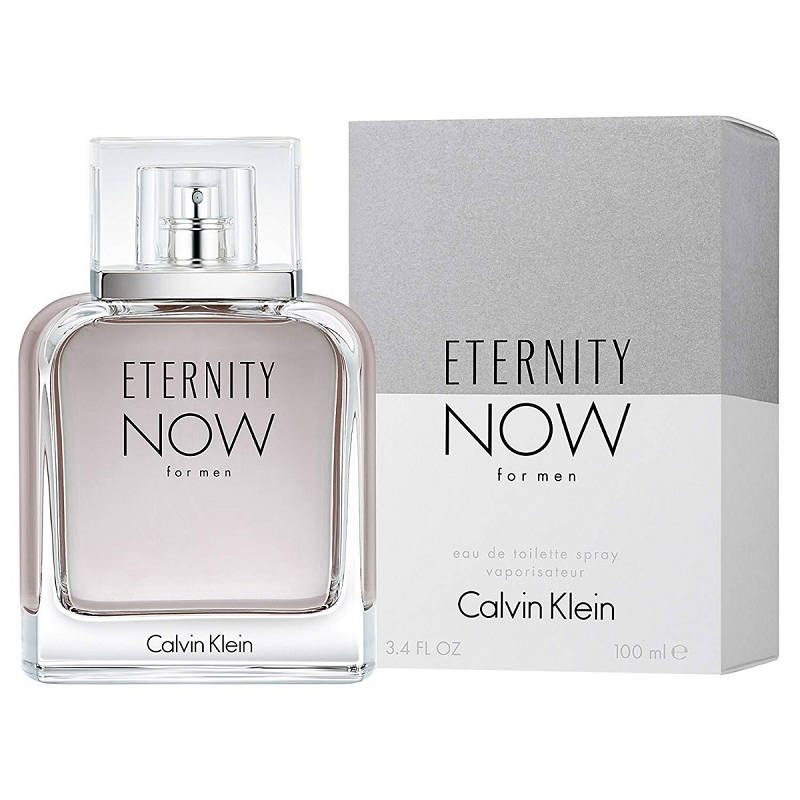 ETERNITY
NOW
for men
Calvin Klein
ETERNITY
NOW
for men
eau de toilette spray
vaporisateur
Calvin Klein
3.4 FL OZ 100 ml ℮